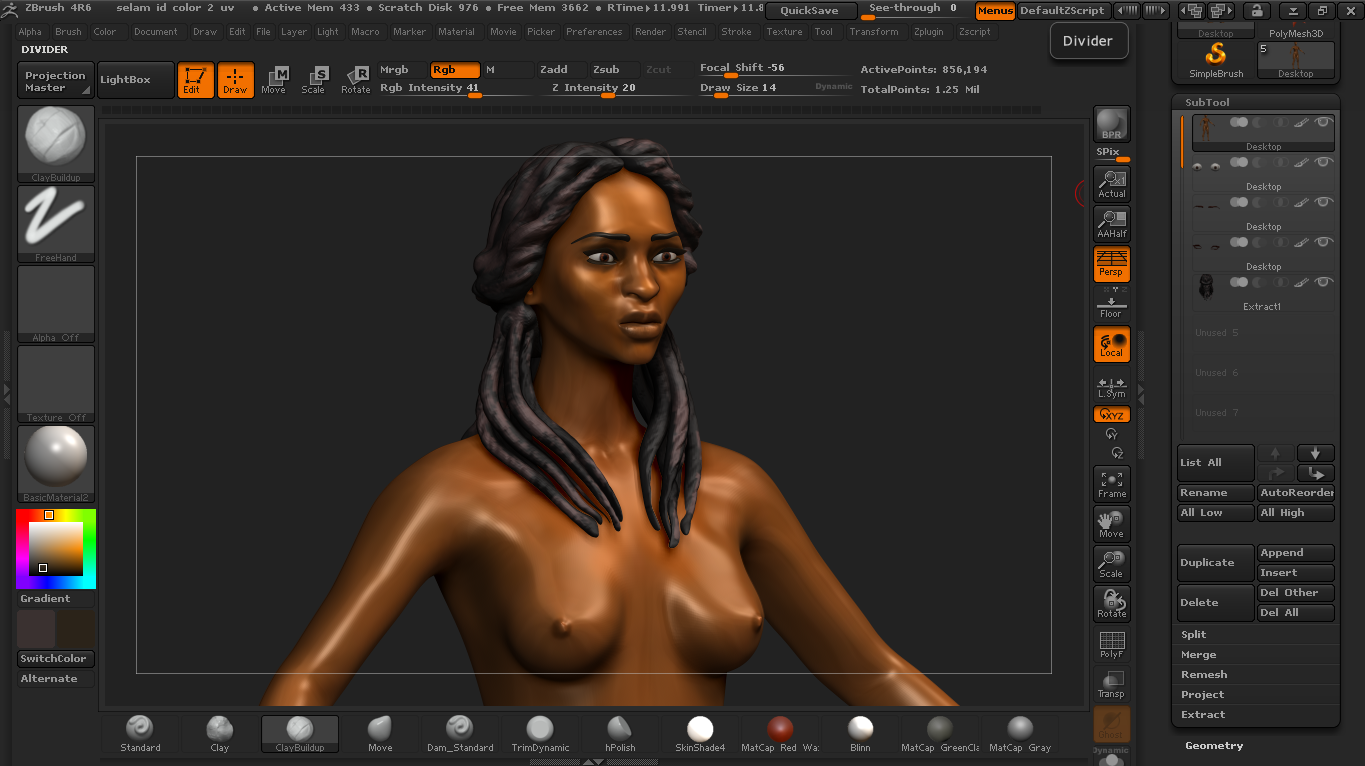 ZBrush 4R6 selam id color 2 uv • Active Mem 433 • Scratch Disk 976 • Free Mem 3662 • RTime▸11.991 Timer▸11.8 QuickSave See-through 0 Menus DefaultZScript
Alpha Brush Color Document Draw Edit File Layer Light Macro Marker Material Movie Picker Preferences Render Stencil Stroke Texture Tool Transform Zplugin Zscript
DIVIDER
Divider
Desktop PolyMesh3D
SimpleBrush
5
Desktop
Projection Master
LightBox
Edit
Draw
Move
Scale
Rotate
Mrgb Rgb M
Rgb Intensity 41
Zadd Zsub Zcut
Z Intensity 20
Focal Shift -56
Draw Size 14 Dynamic
ActivePoints: 856,194
TotalPoints: 1.25 Mil
ClayBuildup
FreeHand
Alpha Off
Texture Off
BasicMaterial2
Gradient
SwitchColor
Alternate
BPR
SPix
Actual
AAHalf
Persp
Floor
Local
L.Sym
XYZ
Y
Z
Frame
Move
Scale
Rotate
PolyF
Transp
Ghost
Dynamic
SubTool
Desktop
Desktop
Desktop
Desktop
Extract1
Unused 5
Unused 6
Unused 7
List All
Rename AutoReorder
All Low All High
Duplicate
Append
Insert
Delete
Del Other
Del All
Split
Merge
Remesh
Project
Extract
Geometry
Standard Clay ClayBuildup Move Dam_Standard TrimDynamic hPolish SkinShade4 MatCap Red Wa: Blinn MatCap GreenCla MatCap Gray